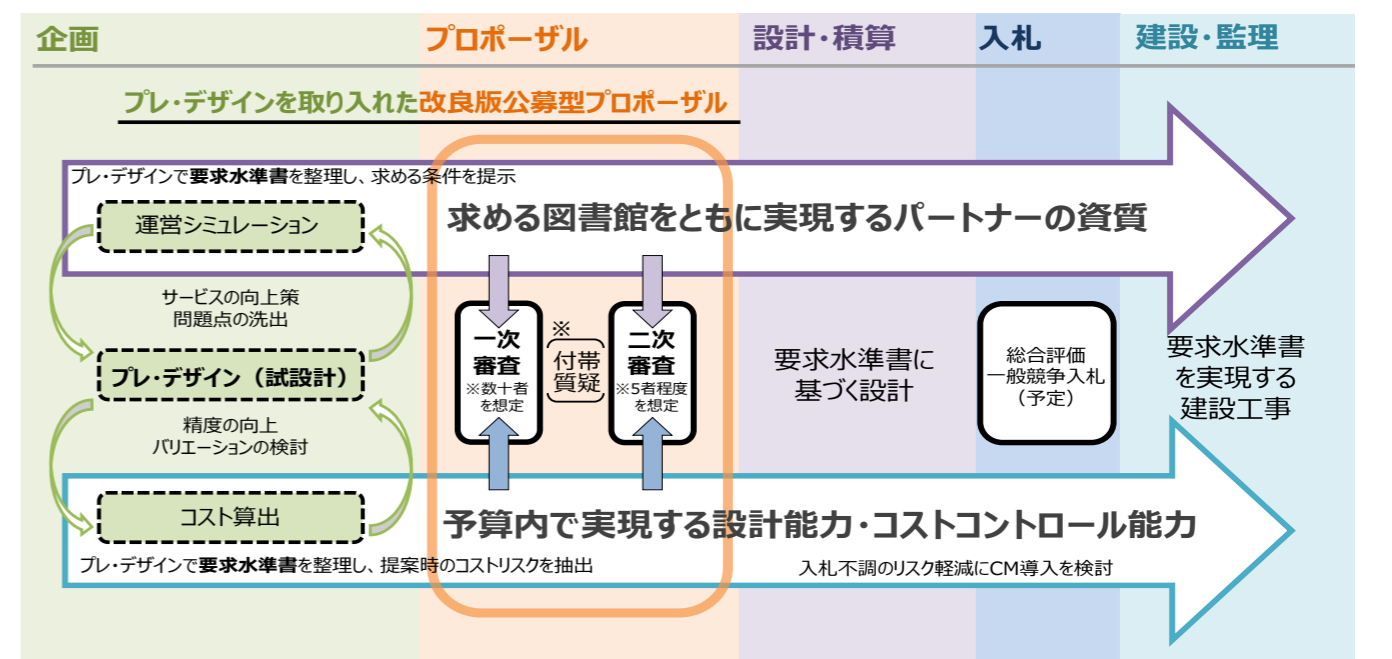 企画
プロポーザル
設計・積算
入札
建設・監理
プレ・デザインを取り入れた改良版公募型プロポーザル
プレ・デザインで要求水準書を整理し、求める条件を提示
運営シミュレーション
求める図書館をともに実現するパートナーの資質
サービスの向上策
問題点の洗出
プレ・デザイン（試設計）
精度の向上
バリエーションの検討
コスト算出
一次
審査
※数十者
を想定
※
付帯
質疑
二次
審査
※5者程度
を想定
要求水準書に
基づく設計
総合評価
一般競争入札
（予定）
要求水準書
を実現する
建設工事
予算内で実現する設計能力・コストコントロール能力
プレ・デザインで要求水準書を整理し、提案時のコストリスクを抽出
入札不調のリスク軽減にCM導入を検討